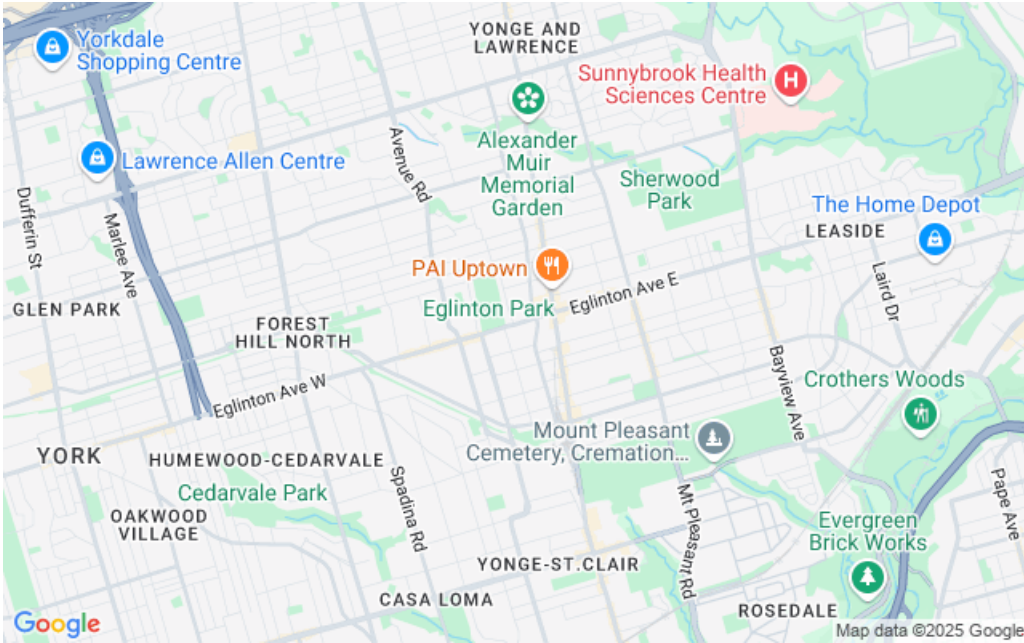 YONGE AND
LAWRENCE
Yorkdale
Shopping Centre
Sunnybrook Health
Sciences Centre
H
Alexander
Muir
Memorial
Garden
Avenue Rd
Lawrence Allen Centre
Sherwood
Park
Dufferin St
Marlee Ave
The Home Depot
LEASIDE
PAI Uptown
Laird Dr
Eglinton Park
Eglinton Ave E
GLEN PARK
FOREST
HILL NORTH
Bayview Ave
Crothers Woods
Eglinton Ave W
Mount Pleasant
Cemetery, Cremation...
YORK
HUMEWOOD-CEDARVALE
Cedarvale Park
Spadina Rd
Mt Pleasant Rd
Pape Ave
OAKWOOD
VILLAGE
Evergreen
Brick Works
YONGE-ST.CLAIR
CASA LOMA
ROSEDALE
Google
Map data ©2025 Google